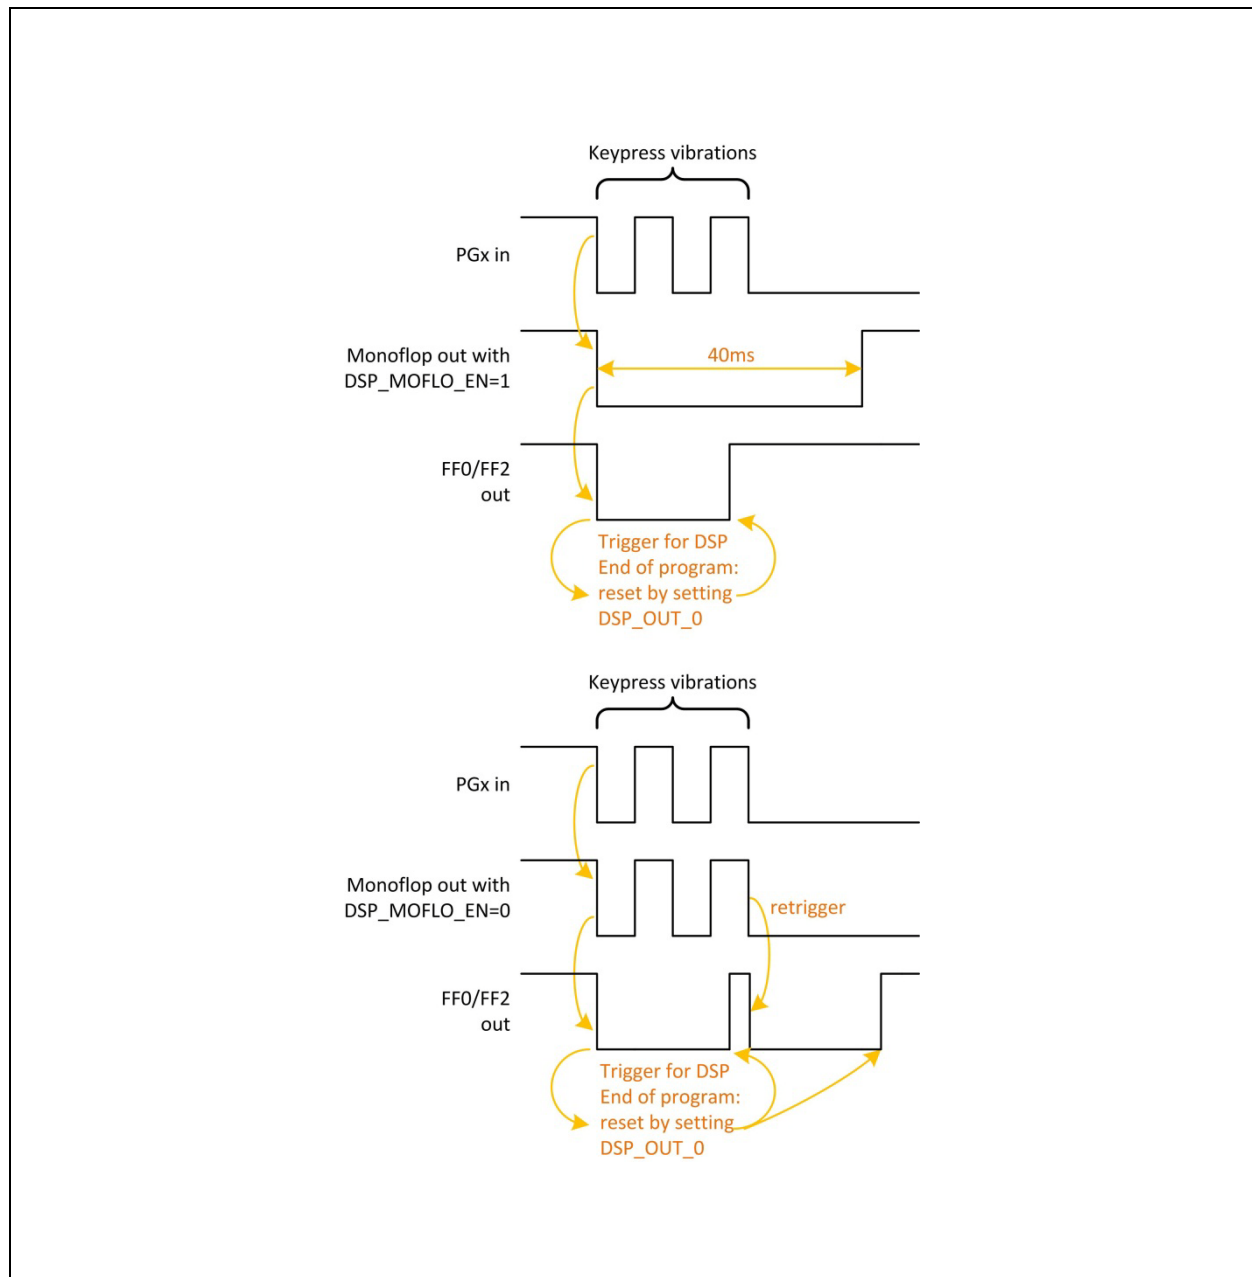 Keypress vibrations
PGx in
Monoflop out with
DSP_MOFLO_EN=1
40ms
FF0/FF2
out
Trigger for DSP
End of program:
reset by setting
DSP_OUT_0
Keypress vibrations
PGx in
Monoflop out with
DSP_MOFLO_EN=0
retrigger
FF0/FF2
out
Trigger for DSP
End of program:
reset by setting
DSP_OUT_0